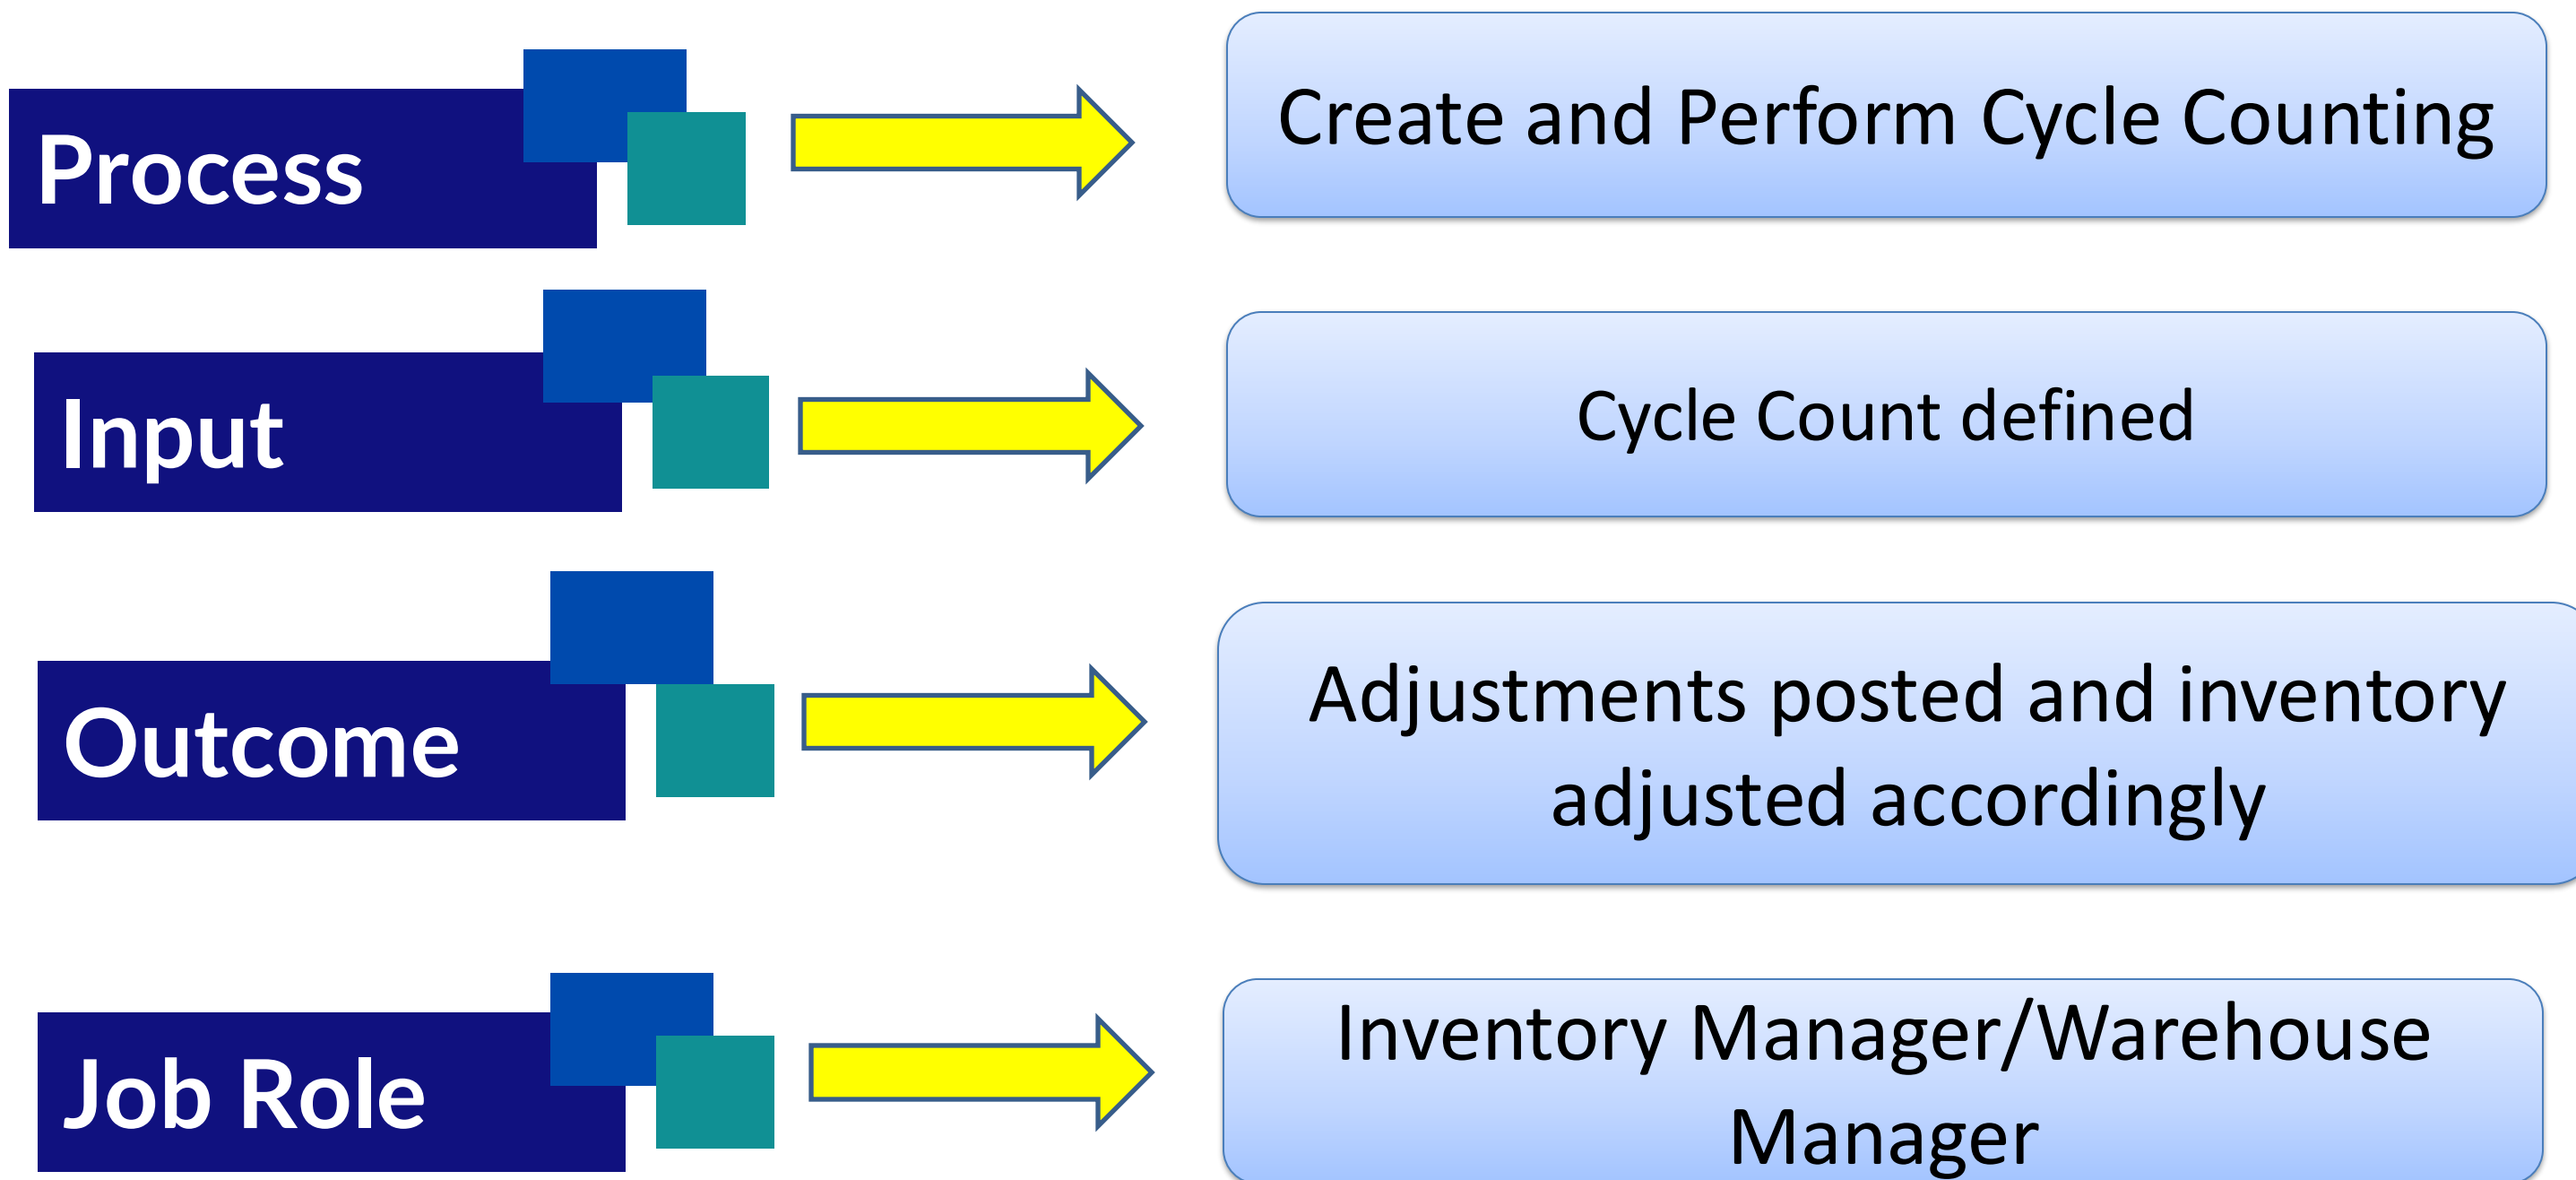 Process
Create and Perform Cycle Counting
Input
Cycle Count defined
Outcome
Adjustments posted and inventory
adjusted accordingly
Job Role
Inventory Manager/Warehouse
Manager